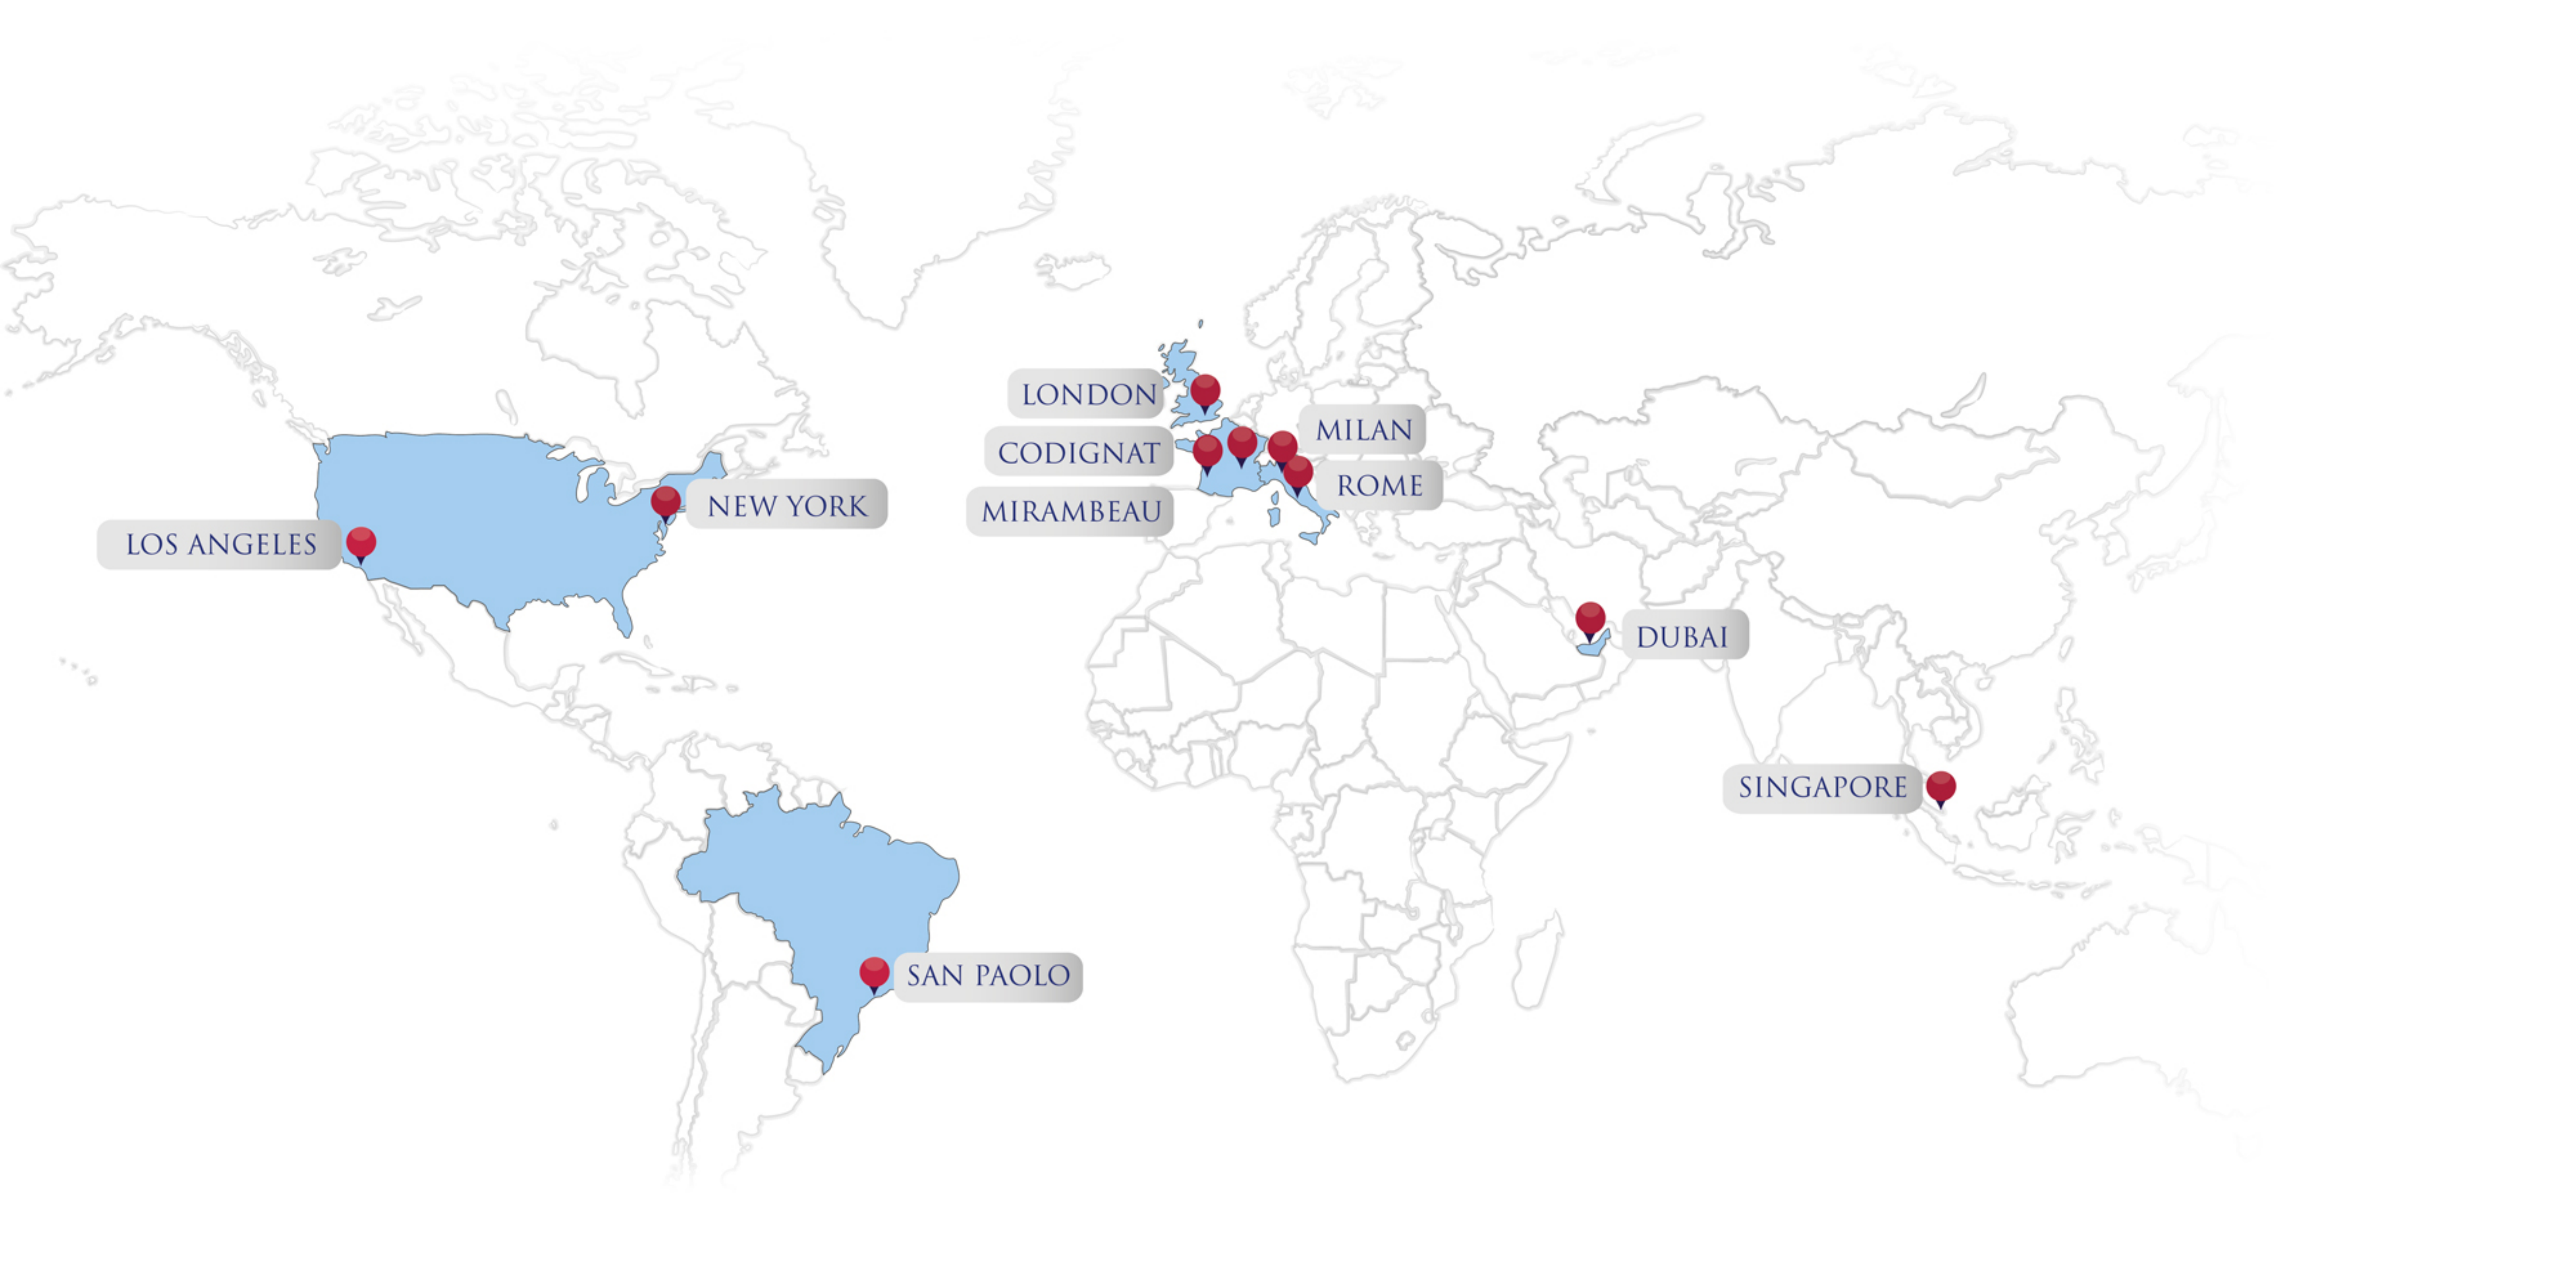 LONDON
CODIGNAT
MIRAMBEAU
MILAN
ROME
NEW YORK
LOS ANGELES
DUBAI
SINGAPORE
SAN PAOLO